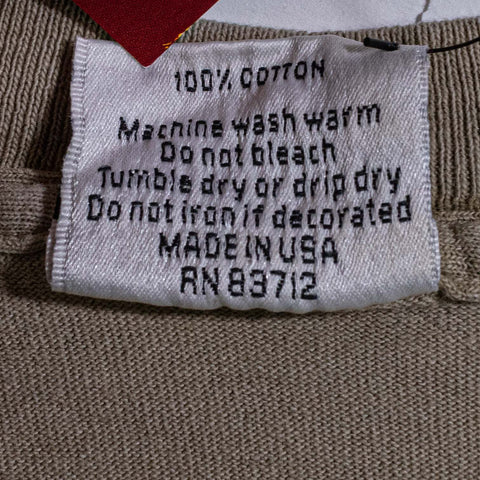 100% COTTON
Machine wash warm
Do not bleach
Tumble dry or drip dry
Do not iron if decorated
MADE IN USA
RN 83712